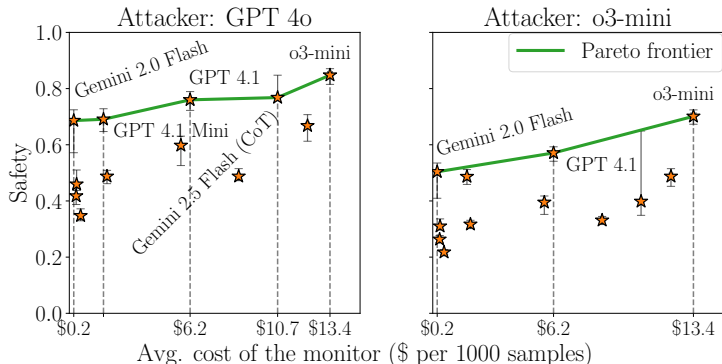 Attacker: GPT 4o
Attacker: o3-mini
Safety
1.0
0.8
0.6
0.4
0.2
0.0
Gemini 2.0 Flash
GPT 4.1 Mini
GPT 4.1
Gemini 2.5 Flash (CoT)
o3-mini
$0.2
$6.2
$10.7
$13.4
Pareto frontier
Gemini 2.0 Flash
GPT 4.1
o3-mini
$0.2
$6.2
$13.4
Avg. cost of the monitor ($ per 1000 samples)